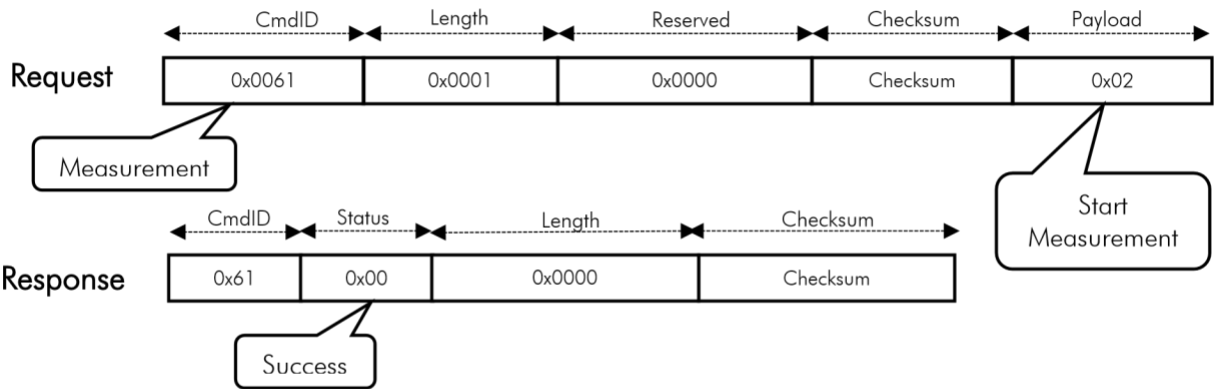 CmdID Length Reserved Checksum Payload
Request 0x0061 0x0001 0x0000 Checksum 0x02
Measurement
Start
Measurement
CmdID Status Length Checksum
Response 0x61 0x00 0x0000 Checksum
Success